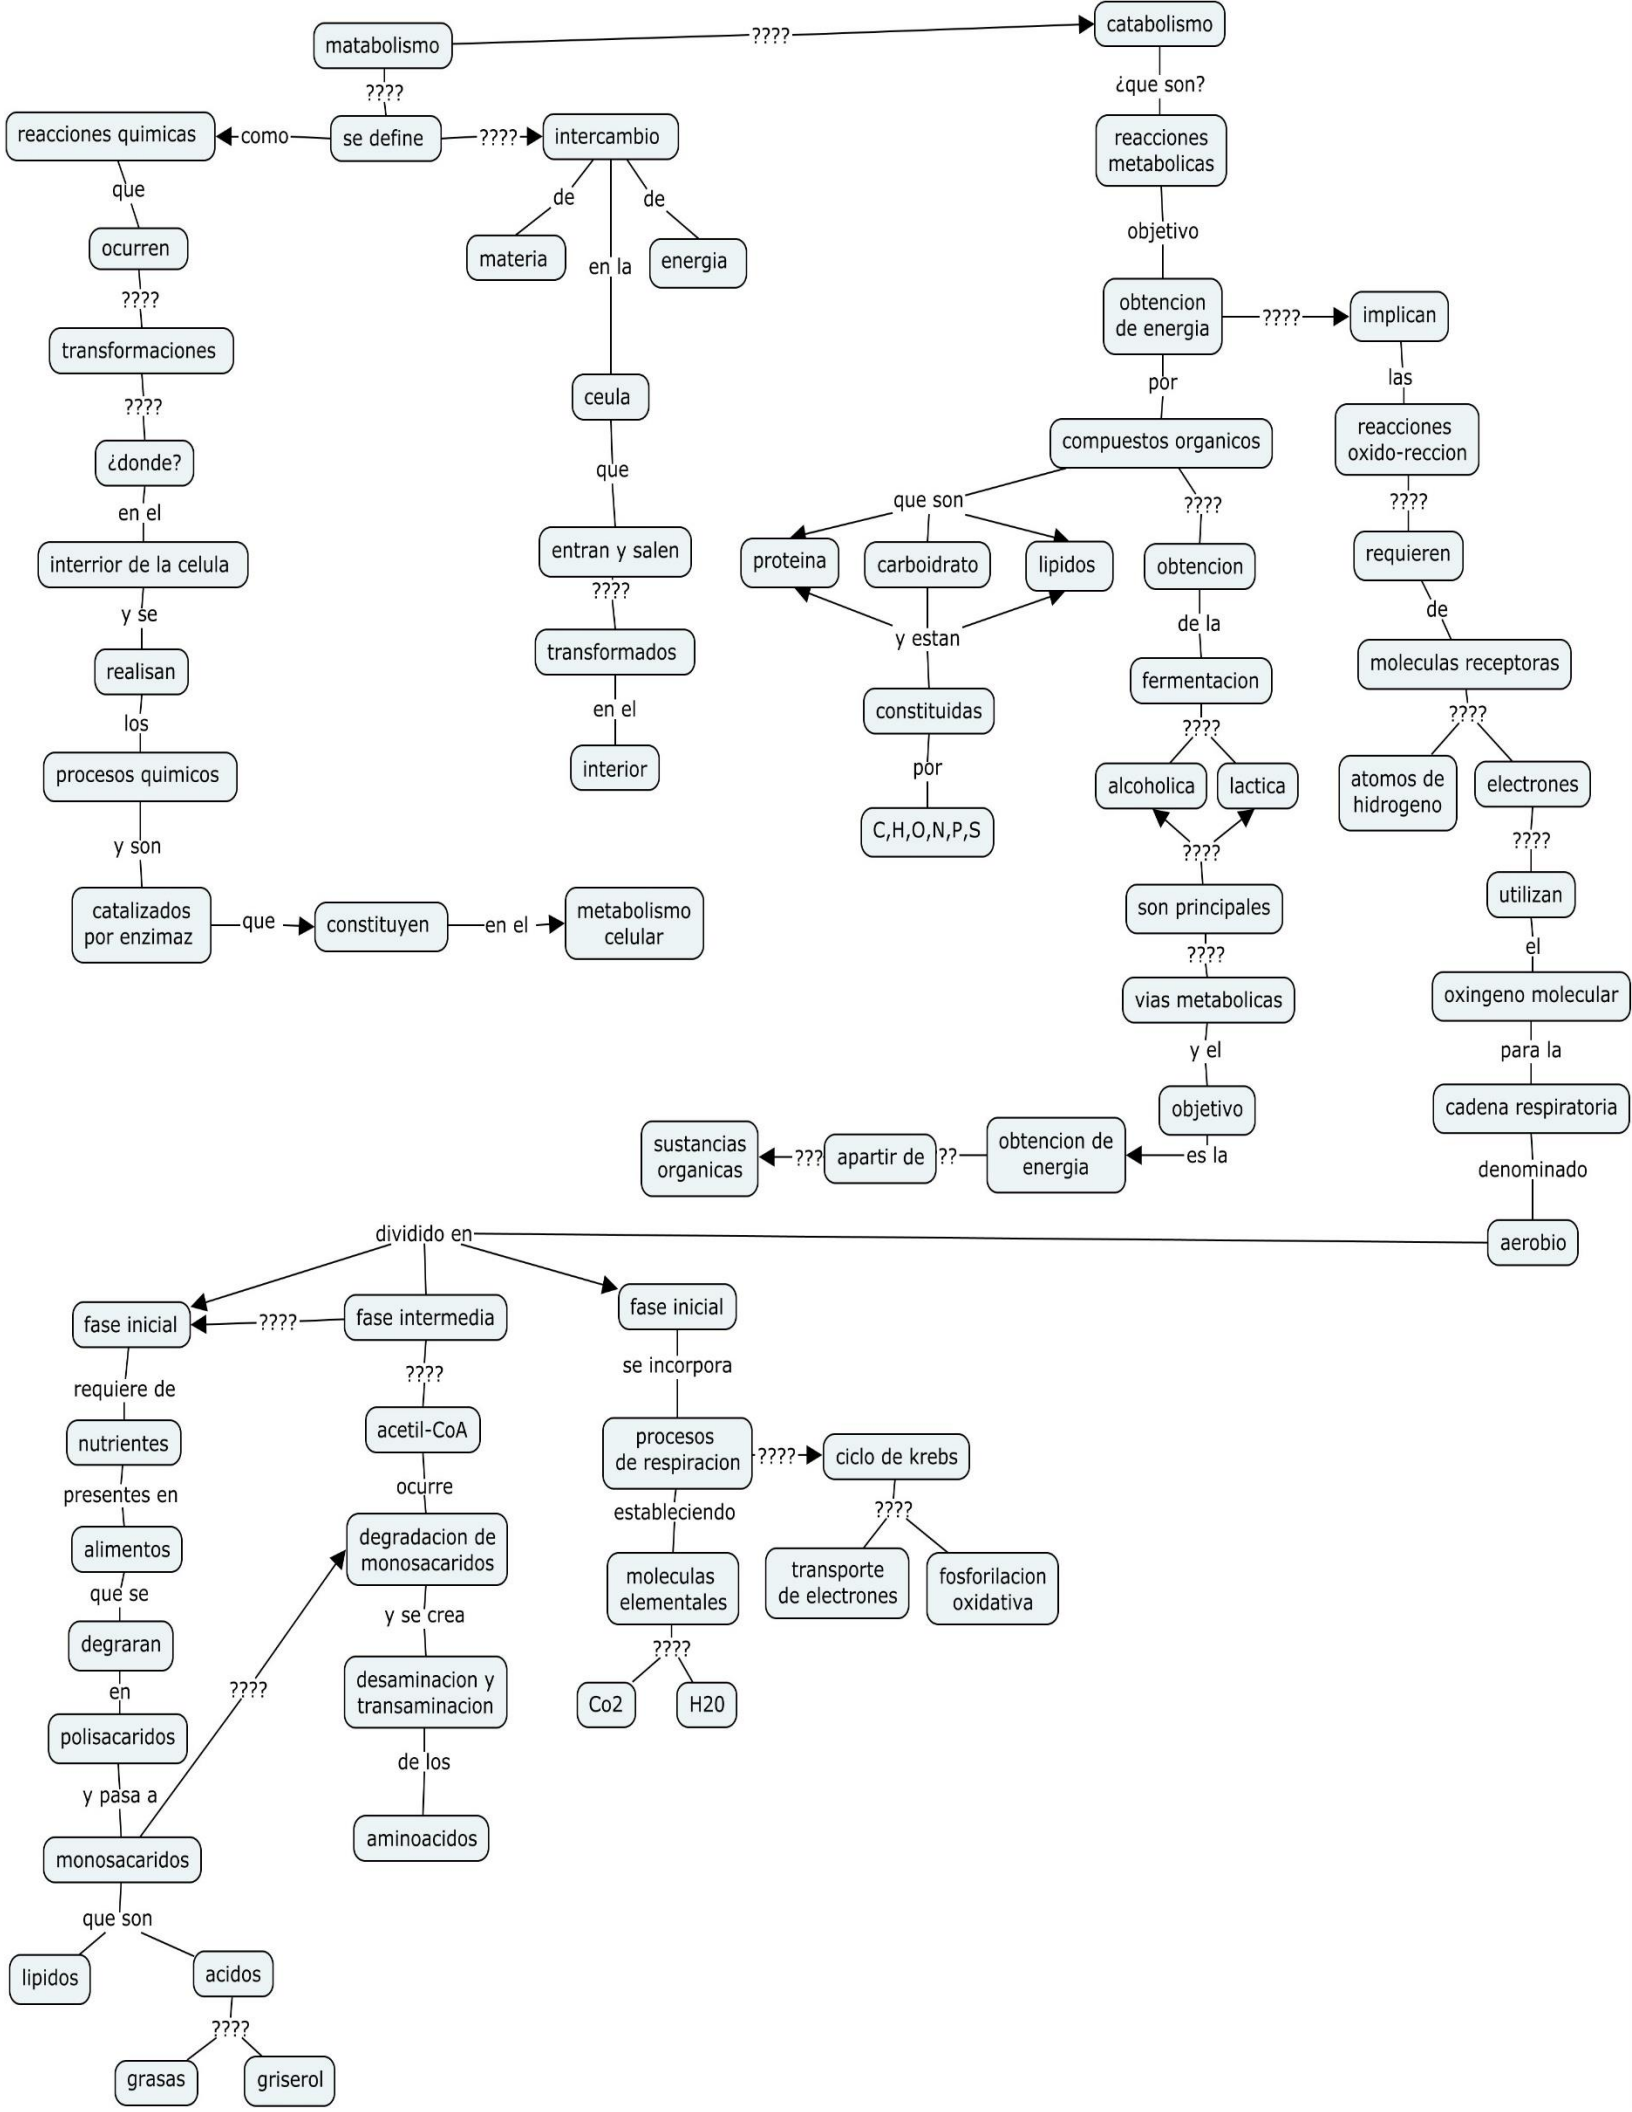 matabolismo
????
catabolismo
????
¿que son?
reacciones quimicas
como
se define
????
intercambio
reacciones
metabolicas
que
de
de
objetivo
ocurren
materia
en la
energia
????
obtencion
de energia
????
implican
transformaciones
por
las
????
ceula
compuestos organicos
reacciones
oxido-reccion
¿donde?
que
que son
????
????
en el
entran y salen
proteina
carboidrato
lipidos
obtencion
requieren
interrior de la celula
????
y estan
de la
de
y se
transformados
fermentacion
moleculas receptoras
realisan
en el
constituidas
????
????
los
interior
por
alcoholica
lactica
atomos de
hidrogeno
electrones
procesos quimicos
C,H,O,N,P,S
????
????
y son
son principales
utilizan
catalizados
por enzimaz
que
constituyen
en el
metabolismo
celular
????
el
vias metabolicas
oxingeno molecular
y el
para la
objetivo
cadena respiratoria
sustancias
organicas
???
apartir de
??
obtencion de
energia
es la
denominado
dividido en
aerobio
fase inicial
????
fase intermedia
fase inicial
requiere de
????
se incorpora
nutrientes
acetil-CoA
procesos
de respiracion
????
ciclo de krebs
presentes en
ocurre
estableciendo
????
alimentos
degradacion de
monosacaridos
moleculas
elementales
transporte
de electrones
fosforilacion
oxidativa
que se
y se crea
????
degraran
desaminacion y
transaminacion
Co2
H20
en
????
polisacaridos
de los
y pasa a
aminoacidos
monosacaridos
que son
lipidos
acidos
????
grasas
griserol